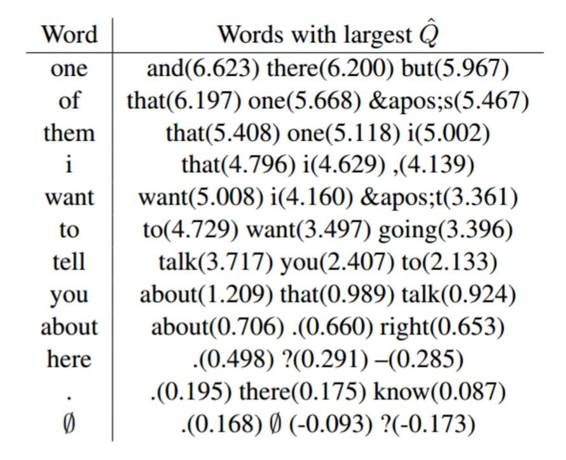 Word Words with largest Q̂
one and(6.623) there(6.200) but(5.967)
of that(6.197) one(5.668) &apos;s(5.467)
them that(5.408) one(5.118) i(5.002)
i that(4.796) i(4.629) ,(4.139)
want want(5.008) i(4.160) &apos;t(3.361)
to to(4.729) want(3.497) going(3.396)
tell talk(3.717) you(2.407) to(2.133)
you about(1.209) that(0.989) talk(0.924)
about about(0.706) .(0.660) right(0.653)
here .(0.498) ?(0.291) –(0.285)
. .(0.195) there(0.175) know(0.087)
∅ .(0.168) ∅ (-0.093) ?(-0.173)